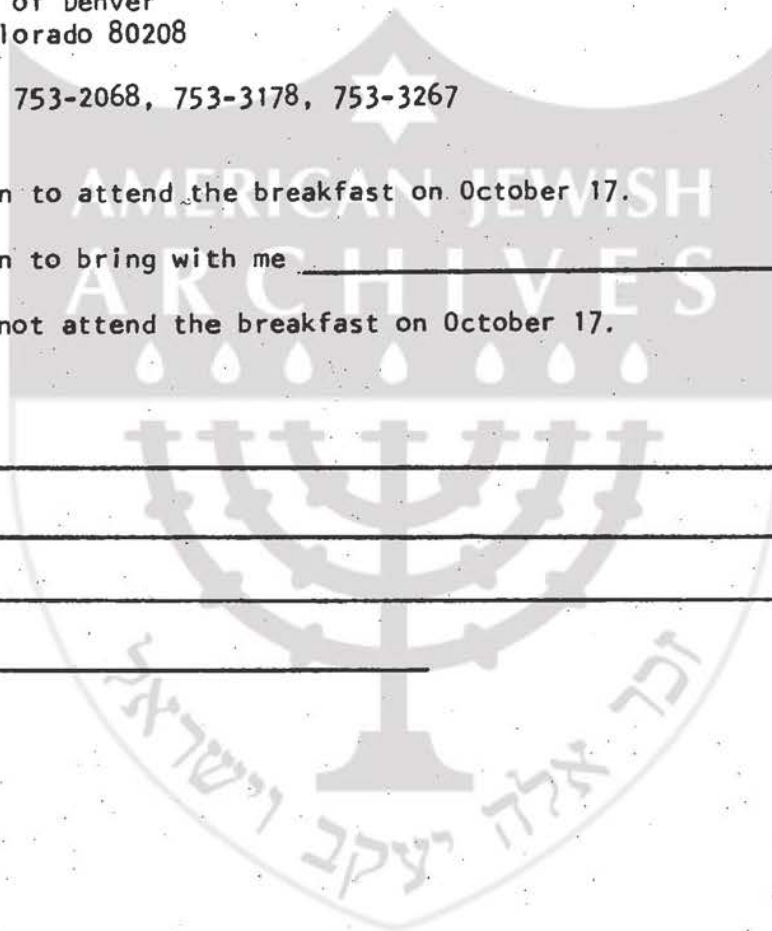 of Denver
lorado 80208
753-2068, 753-3178, 753-3267
n to attend the breakfast on October 17.
AMERICAN JEWISH
n to bring with me
ARCHIVES
not attend the breakfast on October 17.
זכר אלה יעקב וישראל